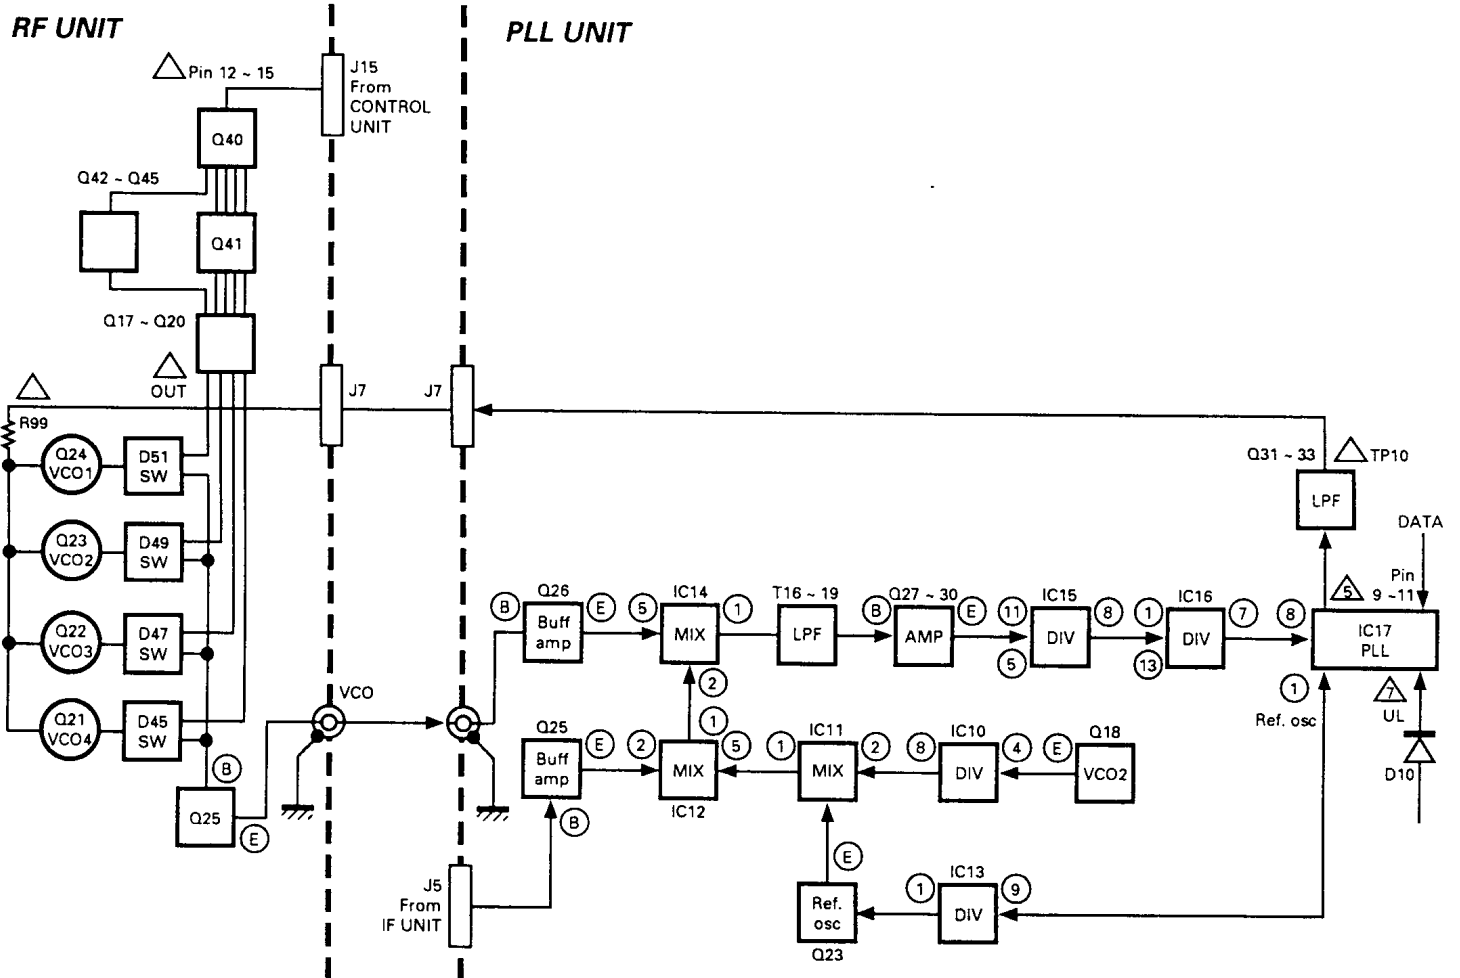 RF UNIT
PLL UNIT
Pin 12 ~ 15
J15
From
CONTROL
UNIT
Q40
Q42 ~ Q45
Q41
Q17 ~ Q20
OUT
J7
J7
R99
Q24
VCO1
D51
SW
Q31 ~ 33
TP10
LPF
DATA
Q23
VCO2
D49
SW
Pin
9 ~11
5
Q26
IC14
T16 ~ 19
Q27 ~ 30
IC15
IC16
B
Buff
amp
E
5
MIX
1
LPF
B
AMP
E
11
5
DIV
8
1
13
DIV
7
8
IC17
PLL
Q22
VCO3
D47
SW
2
1
Ref. osc
7
UL
VCO
Q21
VCO4
D45
SW
Q25
1
IC11
IC10
Q18
Buff
amp
E
2
MIX
5
1
MIX
2
8
DIV
4
E
VCO2
D10
B
IC12
Q25
E
B
E
J5
From
IF UNIT
IC13
Ref.
osc
1
DIV
9
Q23